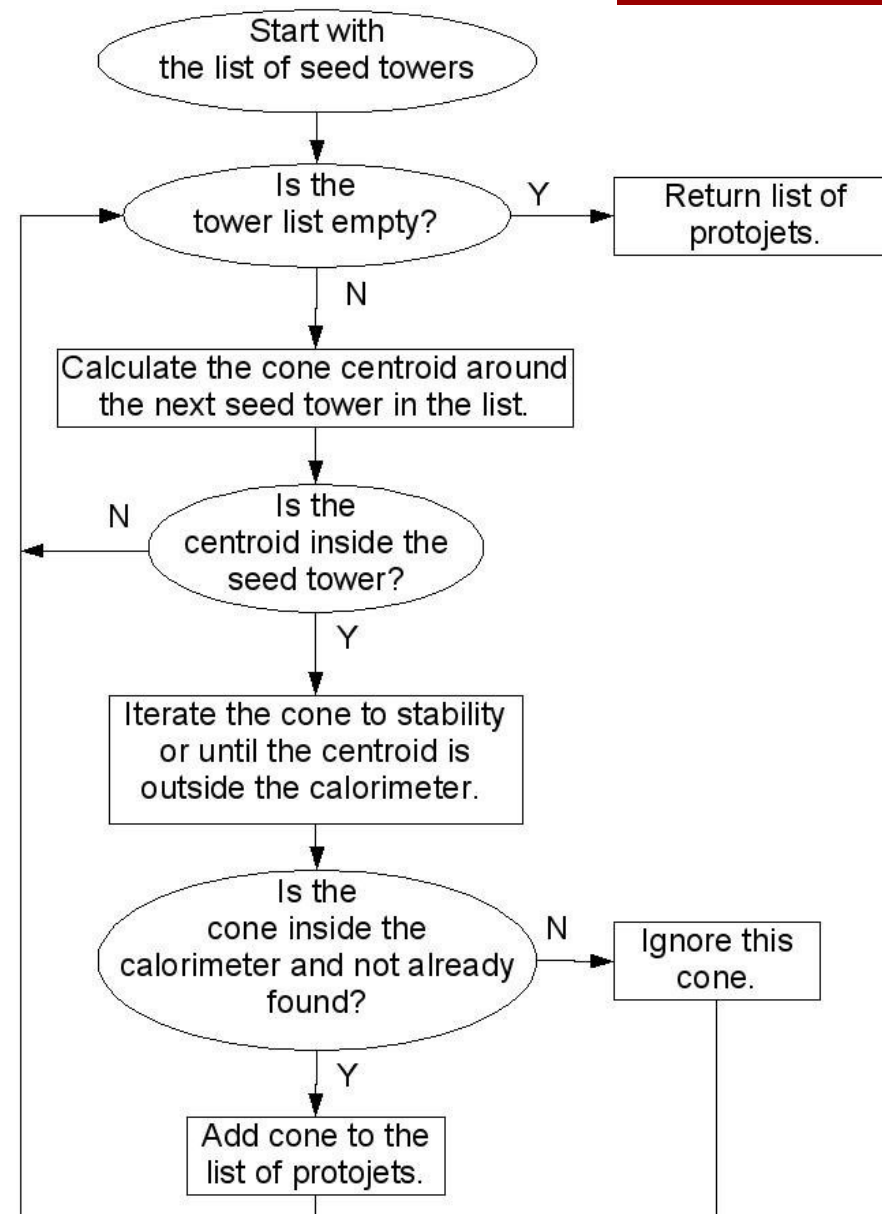 Start with
the list of seed towers
Is the
tower list empty?
Y
Return list of
protojets.
N
Calculate the cone centroid around
the next seed tower in the list.
Is the
centroid inside the
seed tower?
N
Y
Iterate the cone to stability
or until the centroid is
outside the calorimeter.
Is the
cone inside the
calorimeter and not already
found?
N
Ignore this
cone.
Y
Add cone to the
list of protojets.